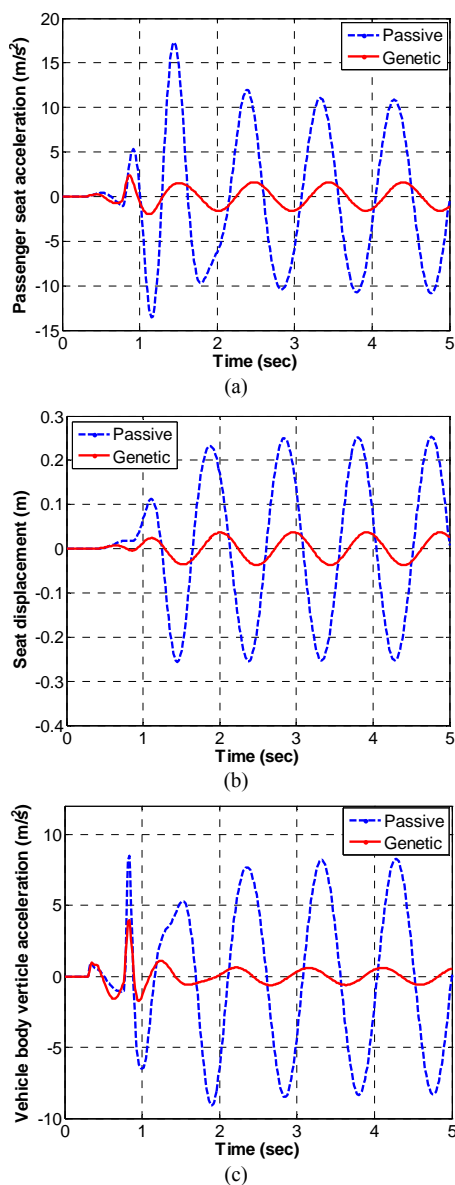 Passenger seat acceleration (m/s²)
20
15
10
5
0
-5
-10
-15
0 1 2 3 4 5
Time (sec)
Passive
Genetic
(a)
Seat displacement (m)
0.3
0.2
0.1
0
-0.1
-0.2
-0.3
-0.4
0 1 2 3 4 5
Time (sec)
Passive
Genetic
(b)
Vehicle body verticle acceleration (m/s²)
10
5
0
-5
-10
0 1 2 3 4 5
Time (sec)
Passive
Genetic
(c)